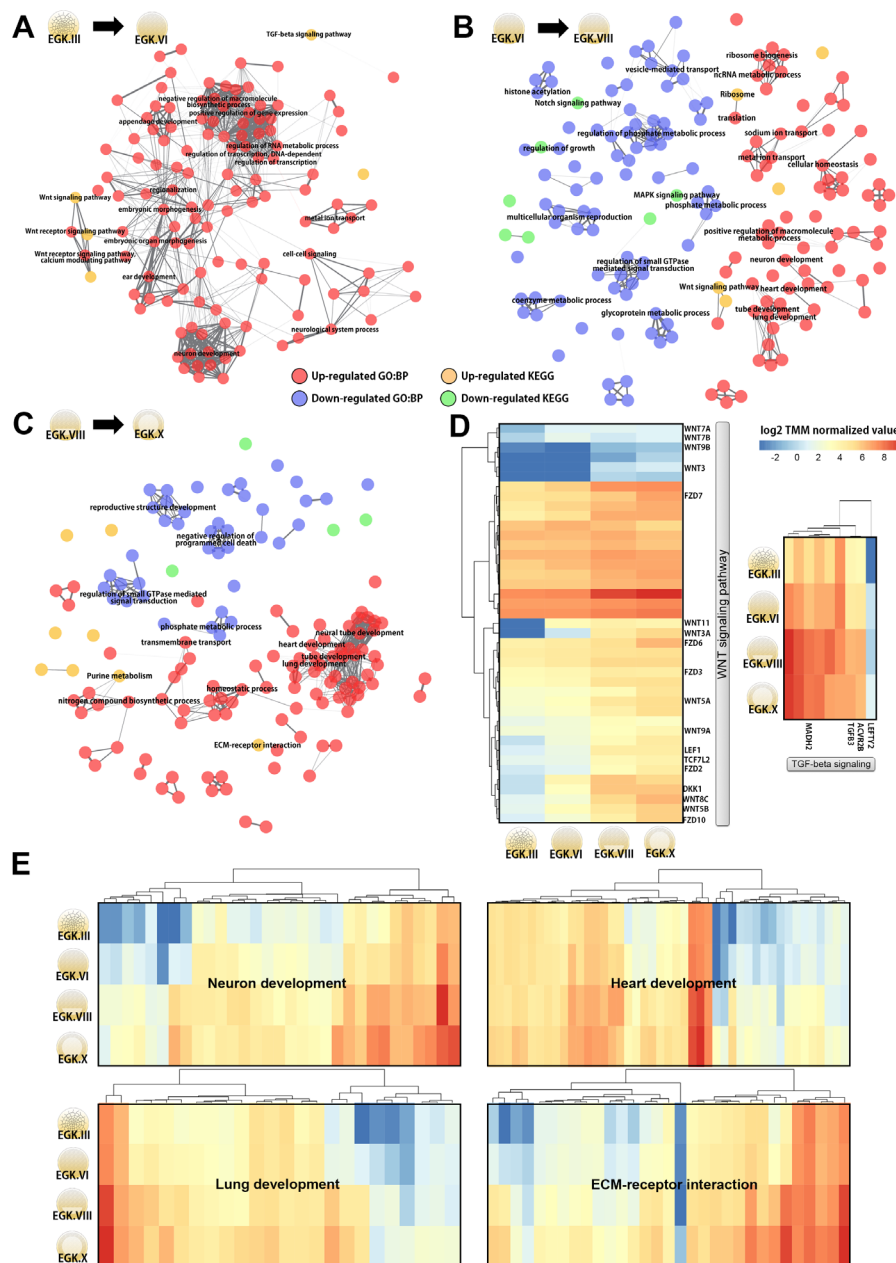 A
EGK.III
EGK.VI
TGF-beta signaling pathway
negative regulation of macromolecule
biosynthetic process
positive regulation of gene expression
appendage development
regulation of RNA metabolic process
regulation of transcription, DNA-dependent
regulation of transcription
regionalization
Wnt signaling pathway
embryonic morphogenesis
metal ion transport
Wnt receptor signaling pathway
embryonic organ morphogenesis
Wnt receptor signaling pathway,
calcium modulating pathway
cell-cell signaling
ear development
neurological system process
neuron development
B
EGK.VI
EGK.VIII
ribosome biogenesis
vesicle-mediated transport
ncRNA metabolic process
histone acetylation
Ribosome
Notch signaling pathway
translation
regulation of phosphate metabolic process
sodium ion transport
regulation of growth
metal ion transport
cellular homeostasis
MAPK signaling pathway
phosphate metabolic process
multicellular organism reproduction
positive regulation of macromolecule
metabolic process
regulation of small GTPase
mediated signal transduction
neuron development
Wnt signaling pathway
heart development
coenzyme metabolic process
tube development
lung development
glycoprotein metabolic process
Up-regulated GO:BP
Up-regulated KEGG
Down-regulated GO:BP
Down-regulated KEGG
C
EGK.VIII
EGK.X
reproductive structure development
negative regulation of
programmed cell death
regulation of small GTPase mediated
signal transduction
phosphate metabolic process
neural tube development
transmembrane transport
heart development
tube development
lung development
Purine metabolism
homeostatic process
nitrogen compound biosynthetic process
ECM-receptor interaction
D
WNT7A
WNT7B
WNT9B
WNT3
FZD7
WNT11
WNT3A
FZD6
FZD3
WNT5A
WNT9A
LEF1
TCF7L2
FZD2
DKK1
WNT8C
WNT5B
FZD10
WNT signaling pathway
EGK.III
EGK.VI
EGK.VIII
EGK.X
log2 TMM normalized value
-2
0
2
4
6
8
EGK.III
EGK.VI
EGK.VIII
EGK.X
MADH2
TGFB3
ACVR2B
LEFTY2
TGF-beta signaling
E
EGK.III
EGK.VI
EGK.VIII
EGK.X
Neuron development
Heart development
EGK.III
EGK.VI
EGK.VIII
EGK.X
Lung development
ECM-receptor interaction